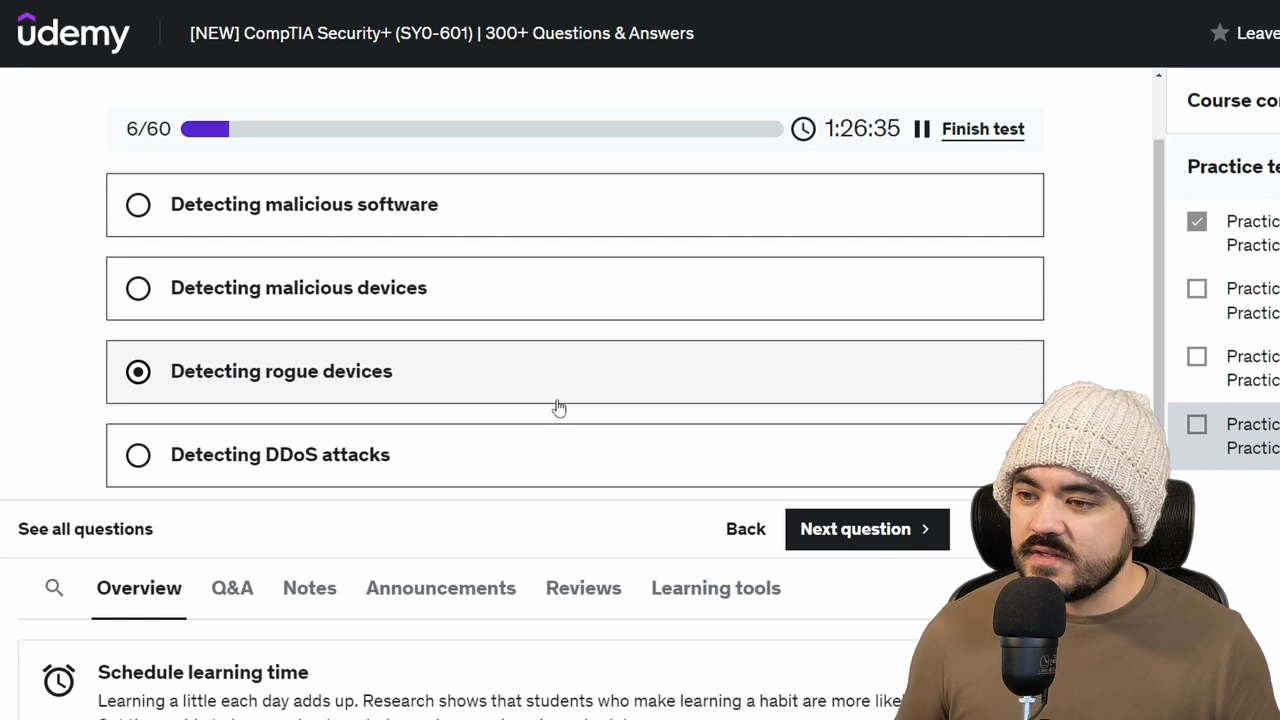 udemy
[NEW] CompTIA Security+ (SY0-601) | 300+ Questions & Answers
Leave
6/60
1:26:35
Finish test
Course co
Practice te
Detecting malicious software
Detecting malicious devices
Detecting rogue devices
Detecting DDoS attacks
Practic
Practic
Practic
Practic
Practic
Practic
Practic
Practic
See all questions
Back
Next question
Overview
Q&A
Notes
Announcements
Reviews
Learning tools
Schedule learning time
Learning a little each day adds up. Research shows that students who make learning a habit are more likel